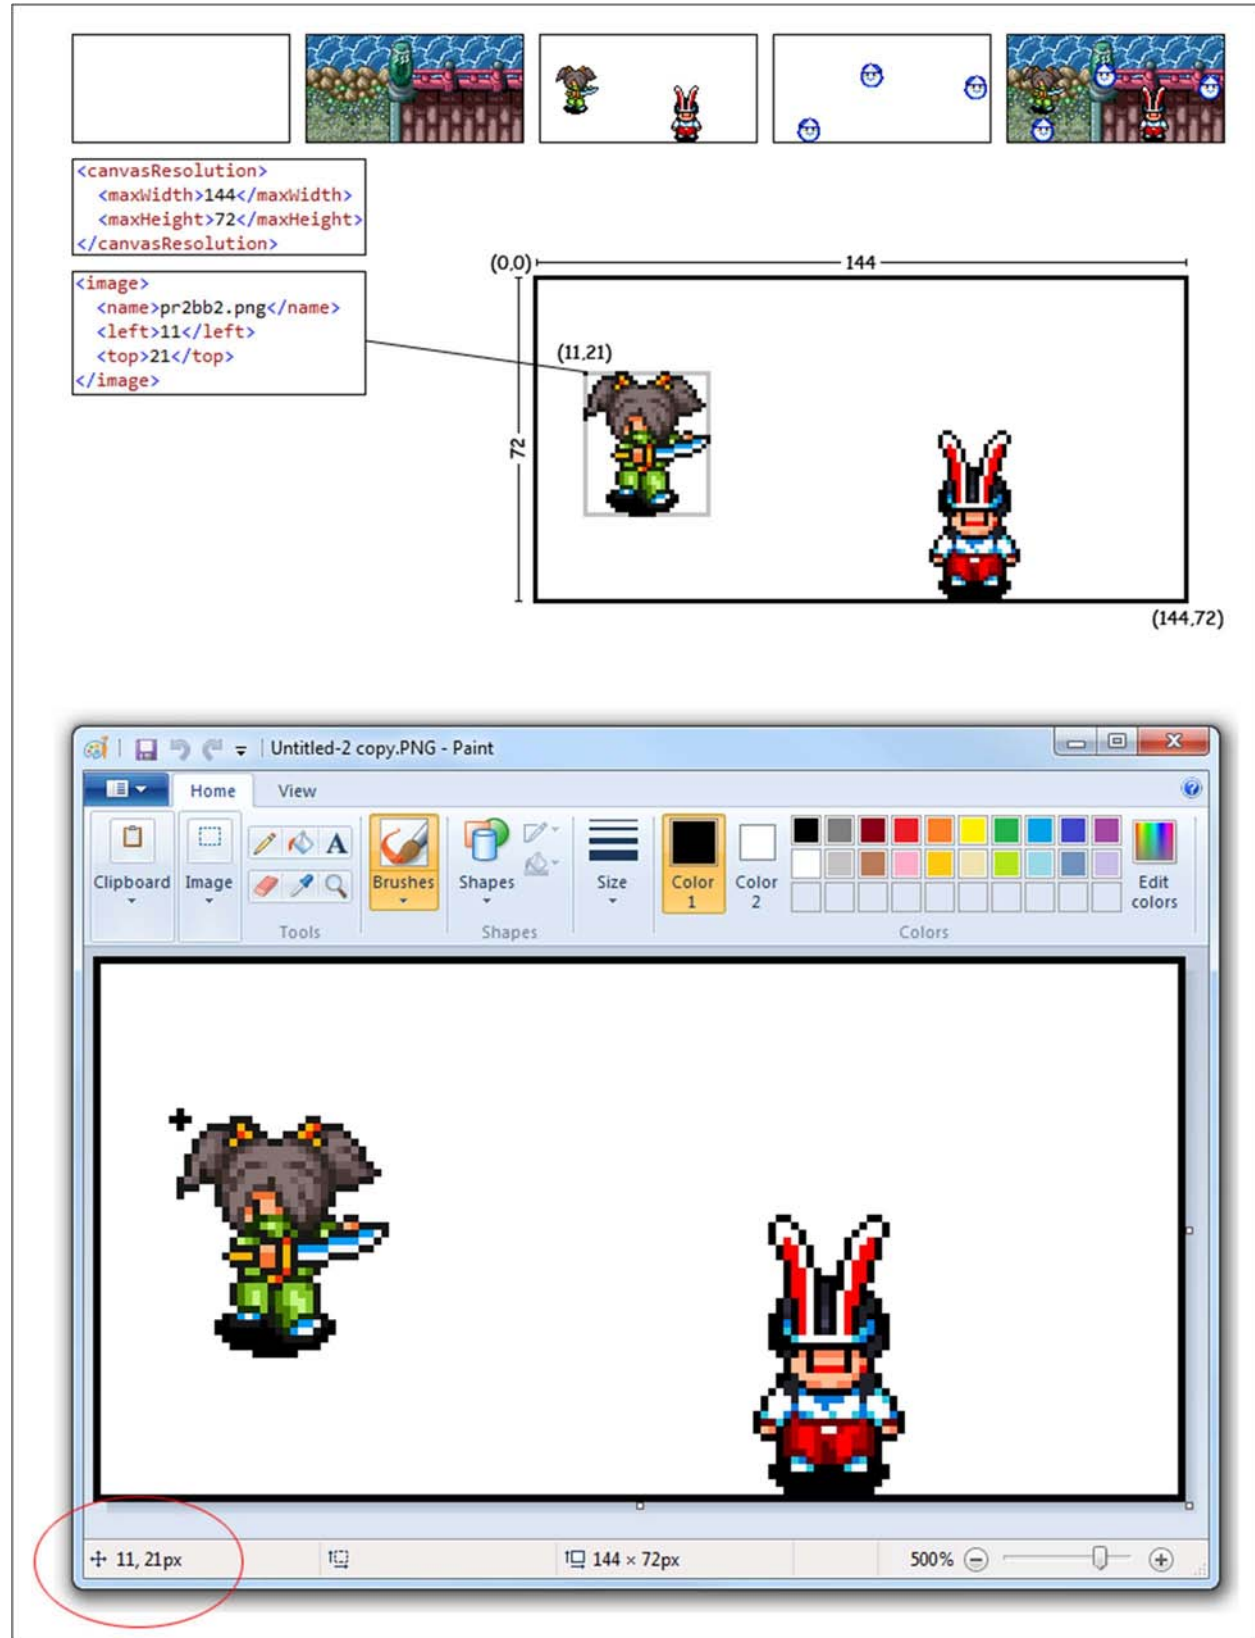 <canvasResolution>
<maxWidth>144</maxWidth>
<maxHeight>72</maxHeight>
</canvasResolution>
<image>
<name>pr2bb2.png</name>
<left>11</left>
<top>21</top>
</image>
(0,0)
144
(11,21)
72
(144,72)
Untitled-2 copy.PNG - Paint
Home View
Clipboard
Image
A
Tools
Brushes
Shapes
Shapes
Size
Color 1
Color 2
Colors
Edit colors
11, 21px
144 × 72px
500%